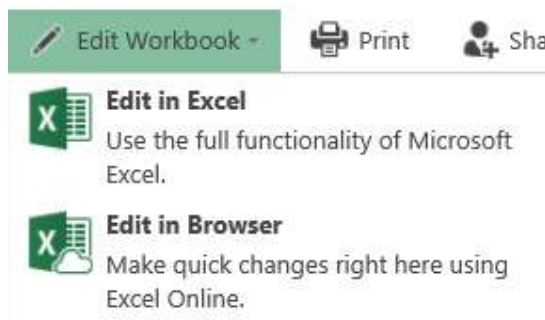 Edit Workbook Print
Edit in Excel
Use the full functionality of Microsoft
Excel.
Edit in Browser
Make quick changes right here using
Excel Online.